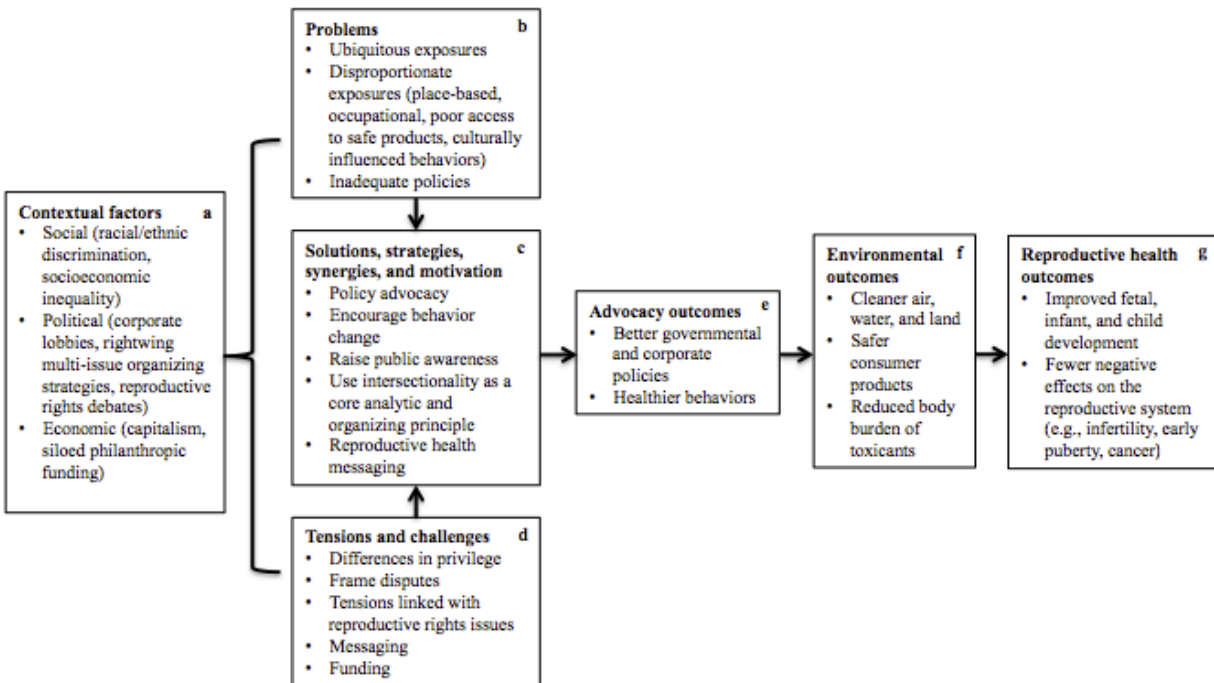 Problems b
• Ubiquitous exposures
• Disproportionate
exposures (place-based,
occupational, poor access
to safe products, culturally
influenced behaviors)
• Inadequate policies
Contextual factors a
• Social (racial/ethnic
discrimination,
socioeconomic
inequality)
• Political (corporate
lobbies, rightwing
multi-issue organizing
strategies, reproductive
rights debates)
• Economic (capitalism,
siloed philanthropic
funding)
Solutions, strategies, c
synergies, and motivation
• Policy advocacy
• Encourage behavior
change
• Raise public awareness
• Use intersectionality as a
core analytic and
organizing principle
• Reproductive health
messaging
Tensions and challenges d
• Differences in privilege
• Frame disputes
• Tensions linked with
reproductive rights issues
• Messaging
• Funding
Advocacy outcomes e
• Better governmental
and corporate
policies
• Healthier behaviors
Environmental f
outcomes
• Cleaner air,
water, and land
• Safer
consumer
products
• Reduced body
burden of
toxicants
Reproductive health g
outcomes
• Improved fetal,
infant, and child
development
• Fewer negative
effects on the
reproductive system
(e.g., infertility, early
puberty, cancer)